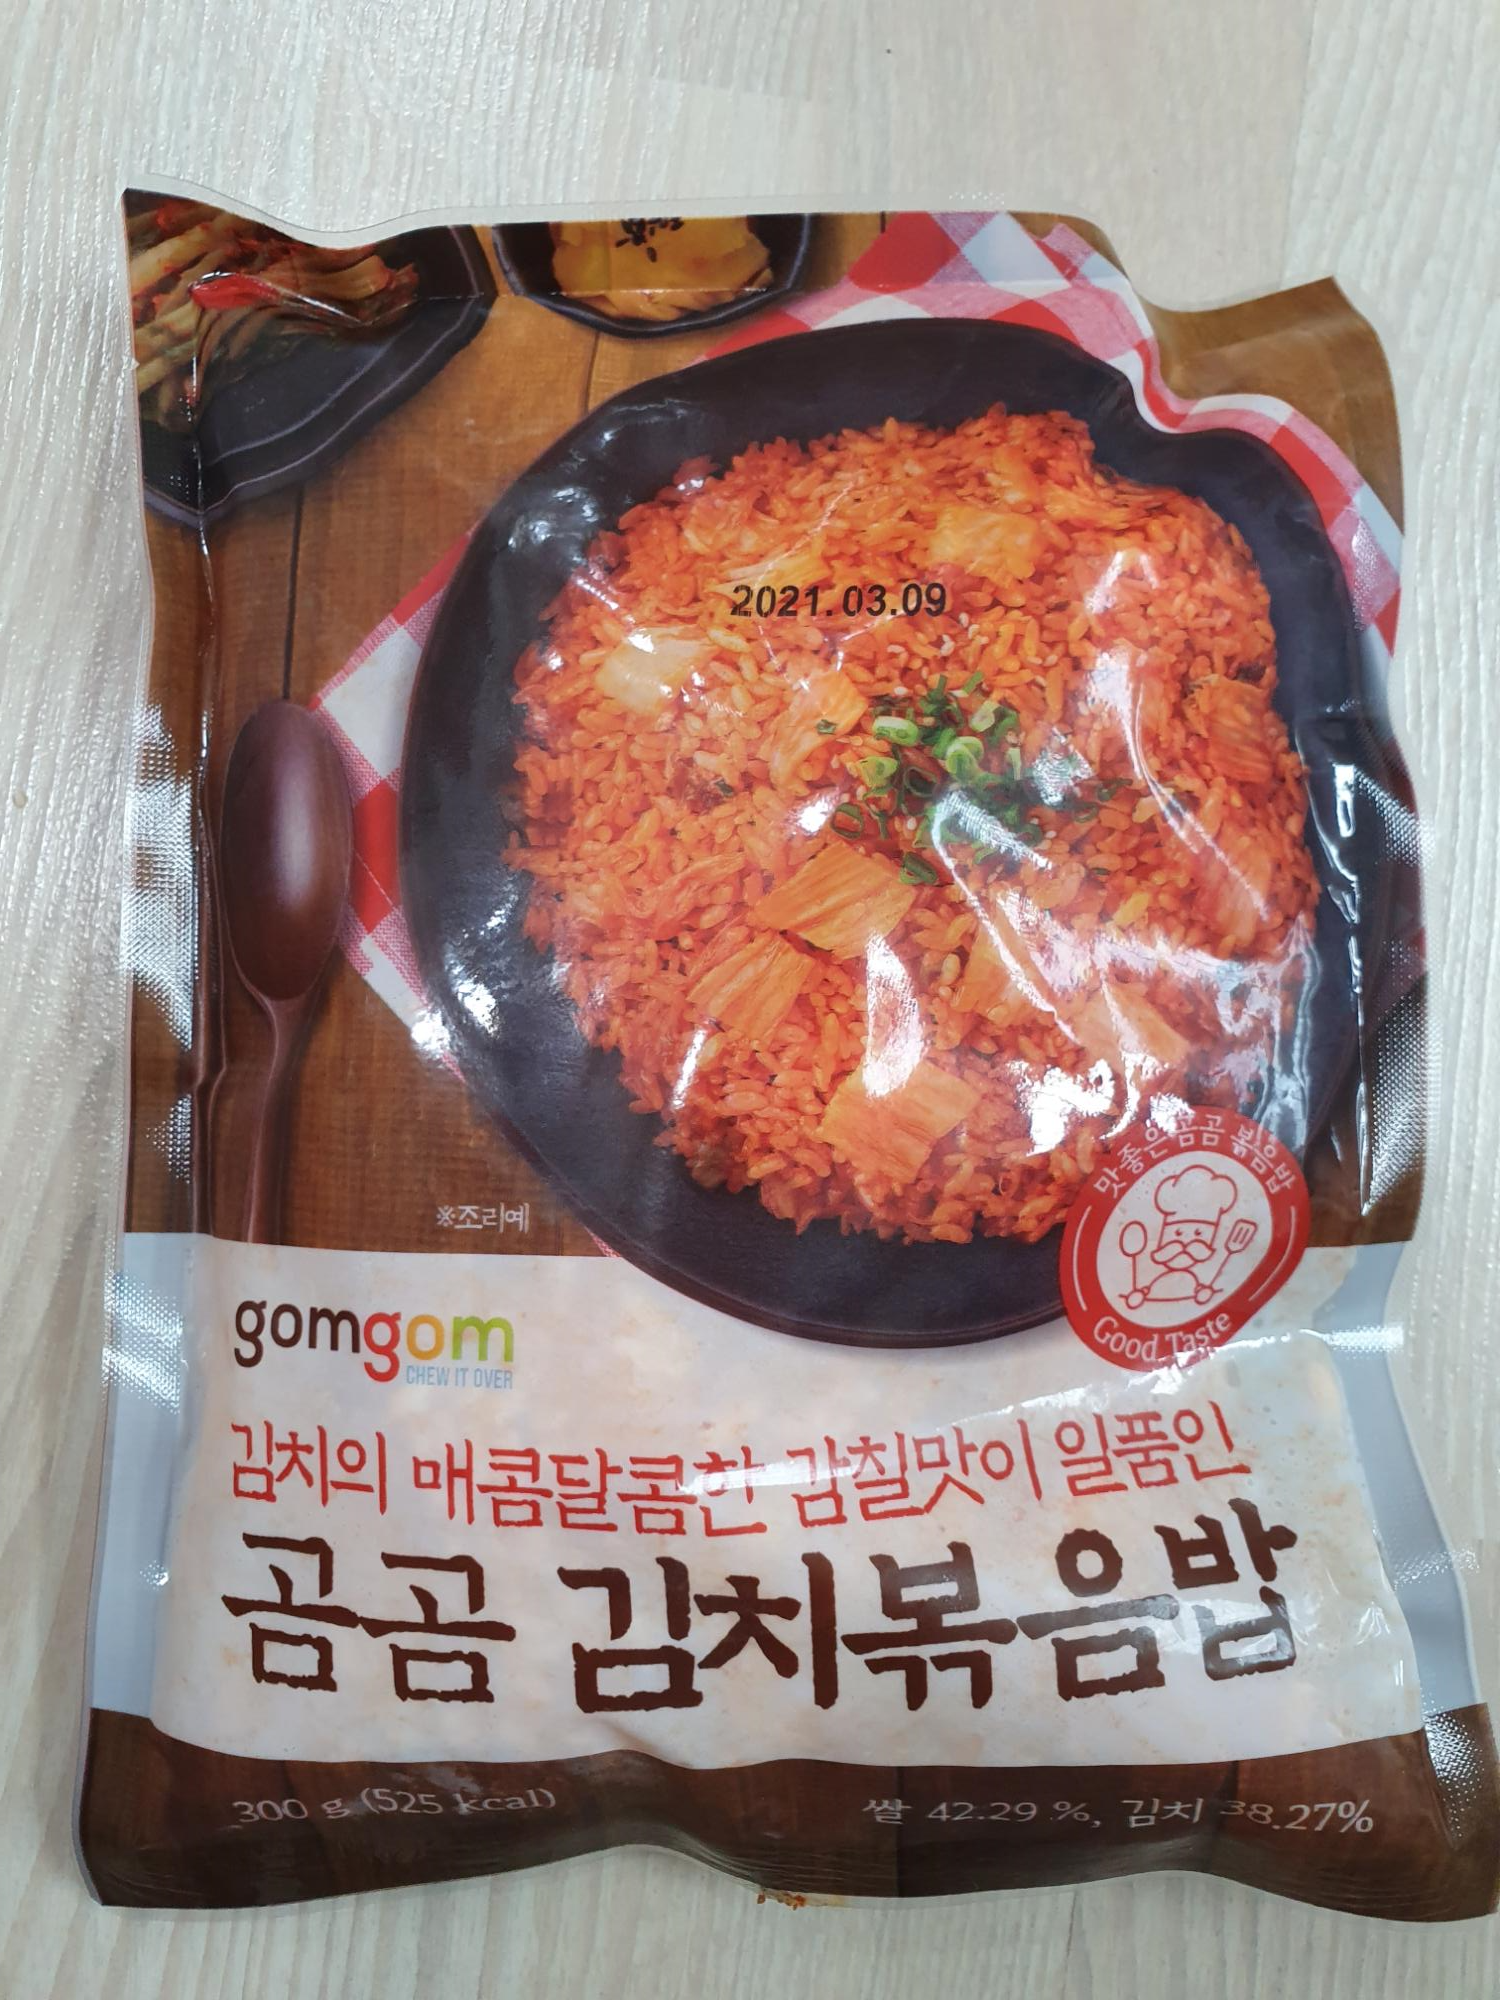 2021.03.09
맛좋은 곰곰 볶음밥
Good Taste
※조리예
gomgom
CHEW IT OVER
김치의 매콤달콤한 감칠맛이 일품인
곰곰 김치볶음밥
300 g (525 kcal)
쌀 42.29 %, 김치 38.27%